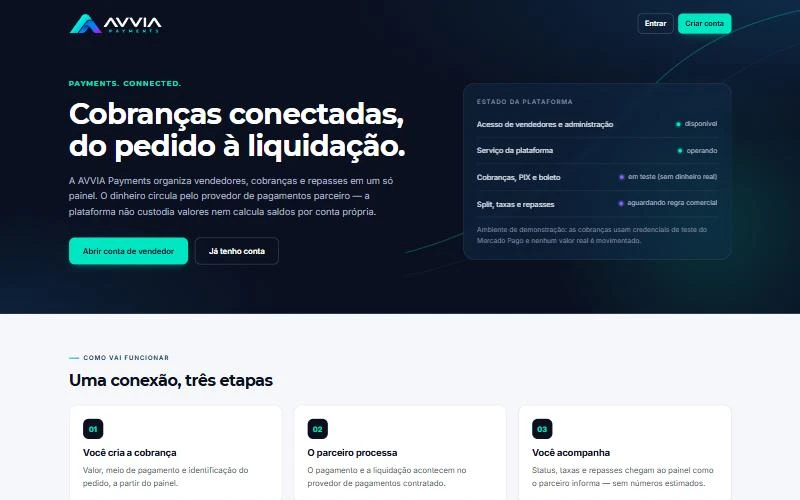 AVVIA
PAYMENTS
Entrar
Criar conta
PAYMENTS. CONNECTED.
Cobranças conectadas,
do pedido à liquidação.
A AVVIA Payments organiza vendedores, cobranças e repasses em um só
painel. O dinheiro circula pelo provedor de pagamentos parceiro — a
plataforma não custodia valores nem calcula saldos por conta própria.
Abrir conta de vendedor
Já tenho conta
ESTADO DA PLATAFORMA
Acesso de vendedores e administração
disponível
Serviço da plataforma
operando
Cobranças, PIX e boleto
em teste (sem dinheiro real)
Split, taxas e repasses
aguardando regra comercial
Ambiente de demonstração: as cobranças usam credenciais de teste do
Mercado Pago e nenhum valor real é movimentado.
COMO VAI FUNCIONAR
Uma conexão, três etapas
01
Você cria a cobrança
Valor, meio de pagamento e identificação do
pedido, a partir do painel.
02
O parceiro processa
O pagamento e a liquidação acontecem no
provedor de pagamentos contratado.
03
Você acompanha
Status, taxas e repasses chegam ao painel como
o parceiro informa — sem números estimados.